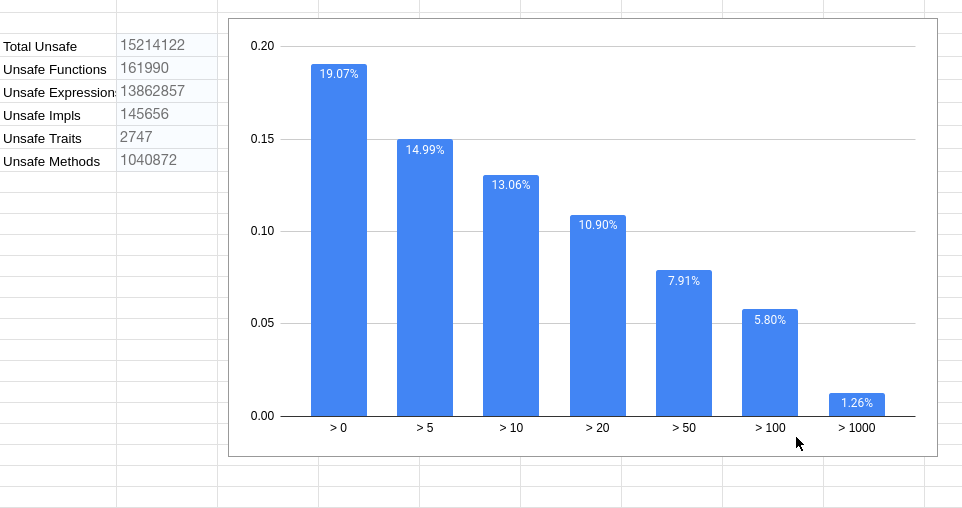 Total Unsafe 15214122
Unsafe Functions 161990
Unsafe Expressions 13862857
Unsafe Impls 145656
Unsafe Traits 2747
Unsafe Methods 1040872
0.20
0.15
0.10
0.05
0.00
19.07%
14.99%
13.06%
10.90%
7.91%
5.80%
1.26%
> 0 > 5 > 10 > 20 > 50 > 100 > 1000